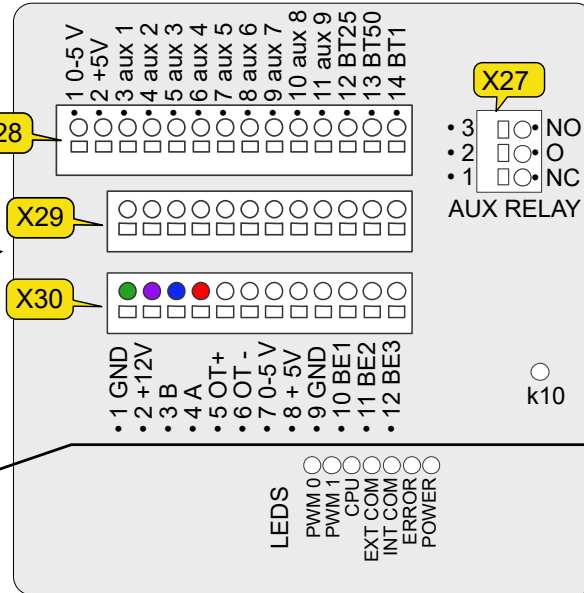 1 0-5 V
2 +5V
3 aux 1
4 aux 2
5 aux 3
6 aux 4
7 aux 5
8 aux 6
9 aux 7
10 aux 8
11 aux 9
12 BT25
13 BT50
14 BT1
28
X27
• 3 NO
• 2 O
• 1 NC
AUX RELAY
X29
X30
• 1 GND
• 2 +12V
• 3 B
• 4 A
• 5 OT+
• 6 OT -
• 7 0-5 V
• 8 + 5V
• 9 GND
• 10 BE1
• 11 BE2
• 12 BE3
k10
LEDS
PWM 0
PWM 1
CPU
EXT COM
INT COM
ERROR
POWER